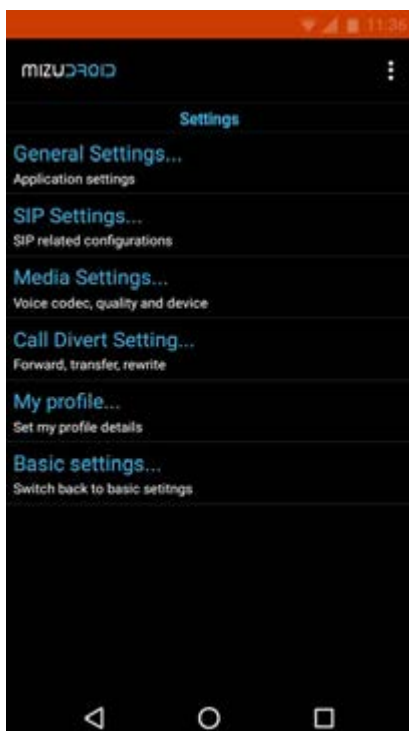 11:36
MIZUDROID
Settings
General Settings...
Application settings
SIP Settings...
SIP related configurations
Media Settings...
Voice codec, quality and device
Call Divert Setting...
Forward, transfer, rewrite
My profile...
Set my profile details
Basic settings...
Switch back to basic setitngs